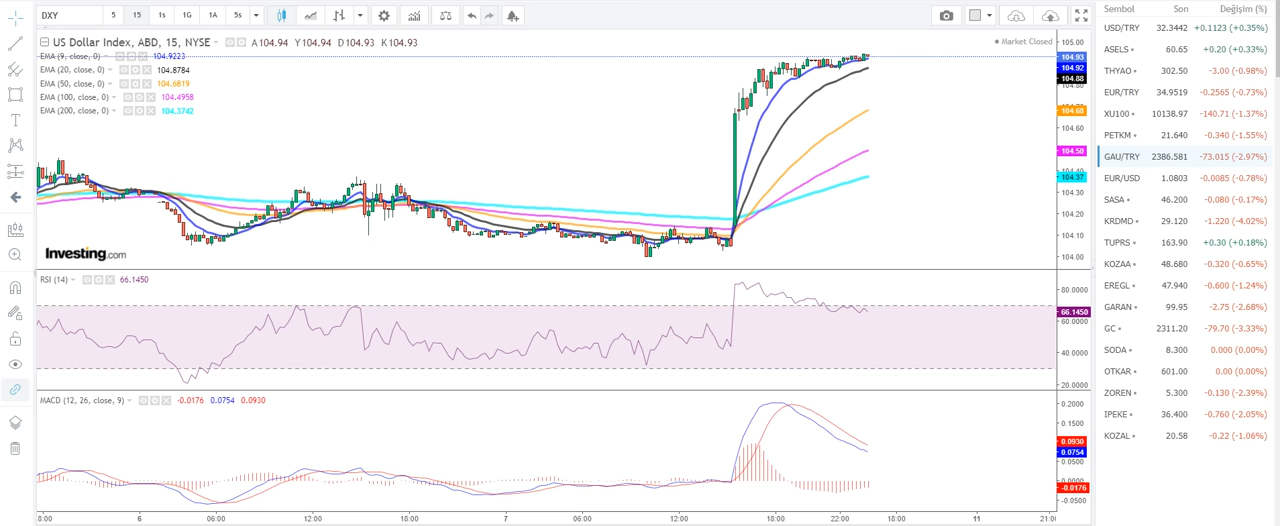 DXY 5 15 1s 1G 1A 5s
US Dollar Index, ABD, 15, NYSE A104.94 Y104.94 D104.93 K104.93
Market Closed
EMA (9, close, 0) 104.9223
EMA (20, close, 0) 104.8784
EMA (50, close, 0) 104.6819
EMA (100, close, 0) 104.4958
EMA (200, close, 0) 104.3742
105.00
104.93
104.92
104.88
104.80
104.68
104.60
104.50
104.40
104.37
104.30
104.20
104.10
104.00
Investing.com
RSI (14) 66.1450
80.0000
66.1450
60.0000
40.0000
20.0000
MACD (12, 26, close, 9) -0.0176 0.0754 0.0930
0.2000
0.1500
0.0930
0.0754
0.0500
-0.0176
-0.0500
8:00 6 06:00 12:00 18:00 7 06:00 12:00 18:00 22:00 18:00 11 21:0
Sembol Son Değişim (%)
USD/TRY 32.3442 +0.1123 (+0.35%)
ASELS 60.65 +0.20 (+0.33%)
THYAO 302.50 -3.00 (-0.98%)
EUR/TRY 34.9519 -0.2565 (-0.73%)
XU100 10138.97 -140.71 (-1.37%)
PETKM 21.640 -0.340 (-1.55%)
GAU/TRY 2386.581 -73.015 (-2.97%)
EUR/USD 1.0803 -0.0085 (-0.78%)
SASA 46.200 -0.080 (-0.17%)
KRDMD 29.120 -1.220 (-4.02%)
TUPRS 163.90 +0.30 (+0.18%)
KOZAA 48.680 -0.320 (-0.65%)
EREGL 47.940 -0.600 (-1.24%)
GARAN 99.95 -2.75 (-2.68%)
GC 2311.20 -79.70 (-3.33%)
SODA 8.300 0.000 (0.00%)
OTKAR 601.00 0.00 (0.00%)
ZOREN 5.300 -0.130 (-2.39%)
IPEKE 36.400 -0.760 (-2.05%)
KOZAL 20.58 -0.22 (-1.06%)